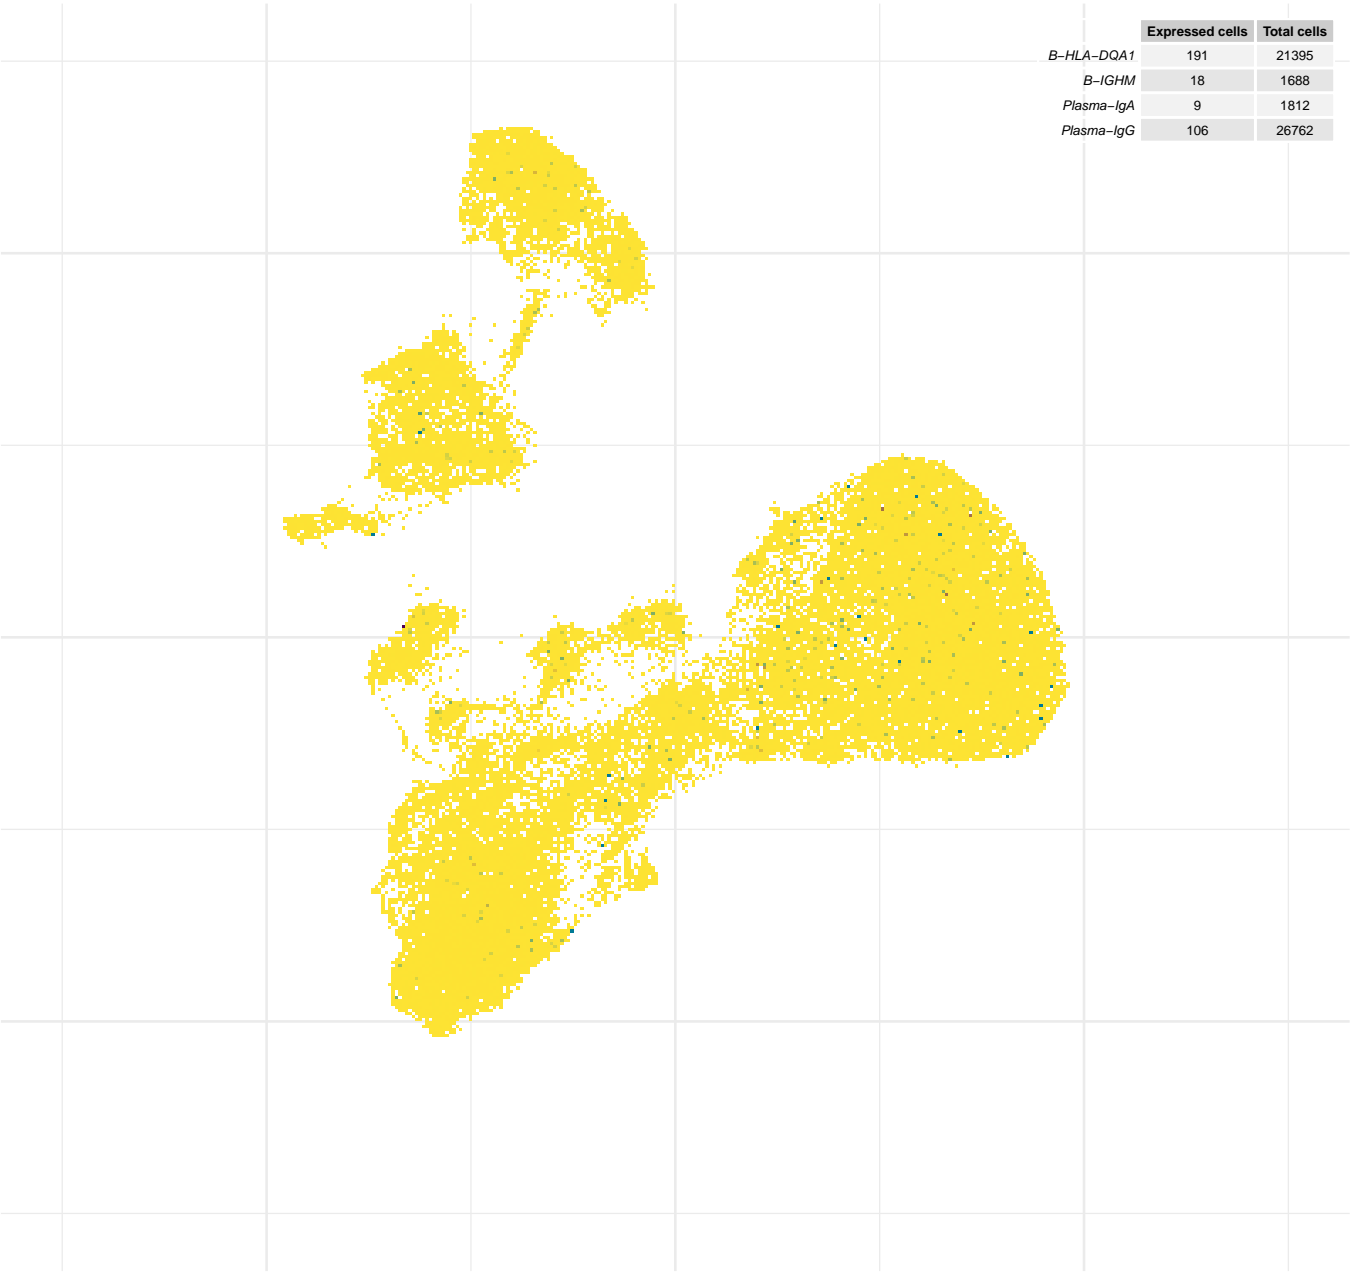 Expressed cells Total cells
B−HLA−DQA1 191 21395
B−IGHM 18 1688
Plasma−IgA 9 1812
Plasma−IgG 106 26762